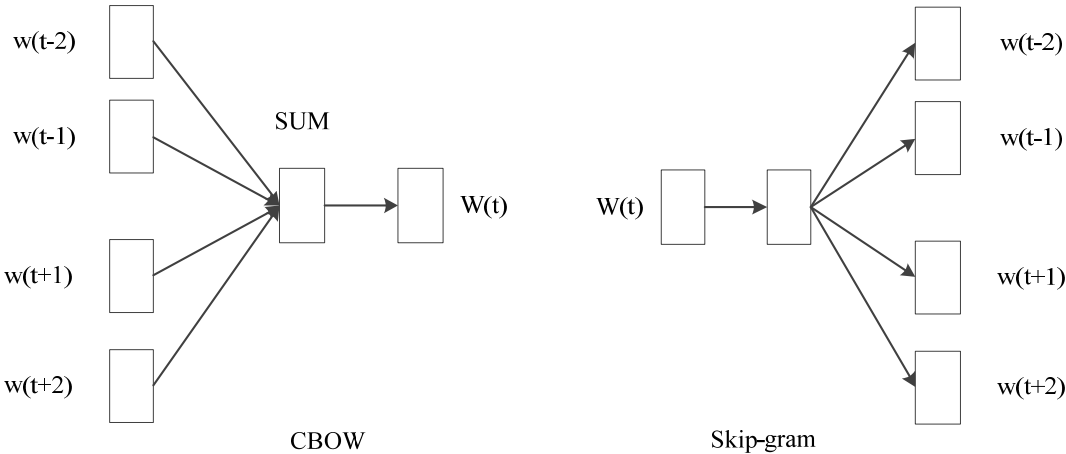 w(t-2)
w(t-1)
SUM
W(t)
w(t+1)
w(t+2)
CBOW
w(t-2)
w(t-1)
W(t)
w(t+1)
w(t+2)
Skip-gram